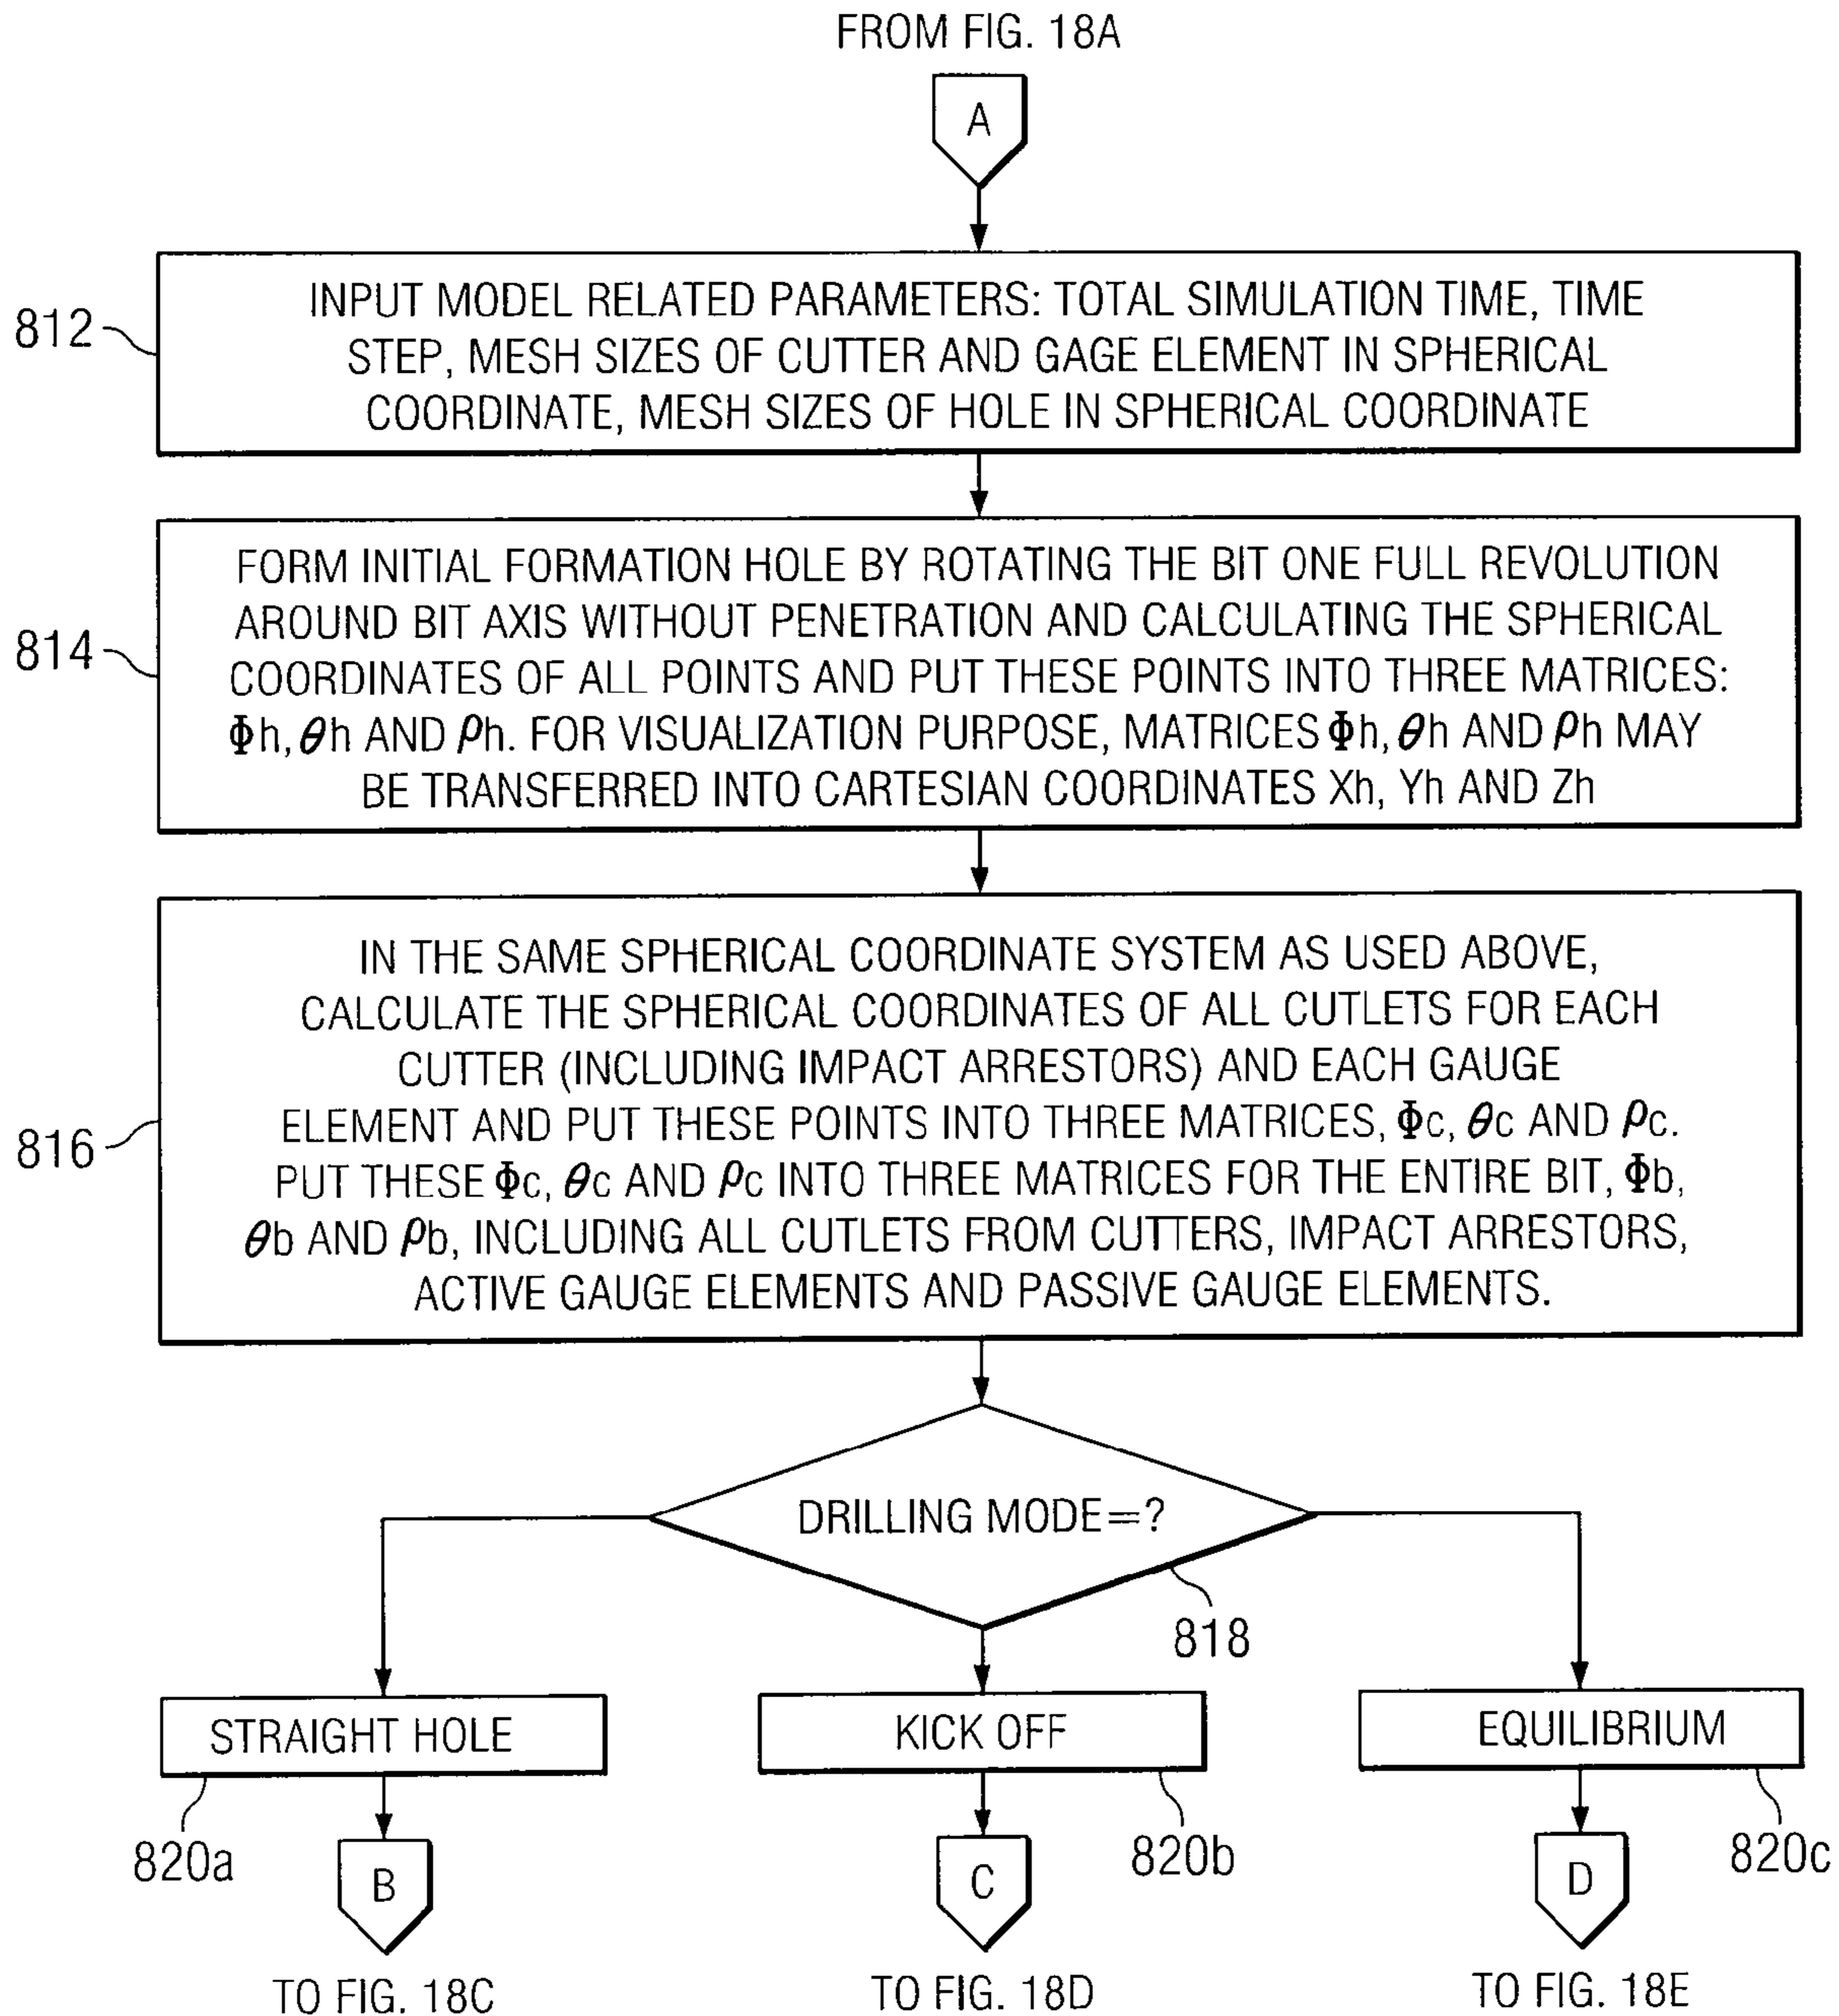 FROM FIG. 18A
A
812
INPUT MODEL RELATED PARAMETERS: TOTAL SIMULATION TIME, TIME
STEP, MESH SIZES OF CUTTER AND GAGE ELEMENT IN SPHERICAL
COORDINATE, MESH SIZES OF HOLE IN SPHERICAL COORDINATE
814
FORM INITIAL FORMATION HOLE BY ROTATING THE BIT ONE FULL REVOLUTION
AROUND BIT AXIS WITHOUT PENETRATION AND CALCULATING THE SPHERICAL
COORDINATES OF ALL POINTS AND PUT THESE POINTS INTO THREE MATRICES:
Φh, θh AND ρh. FOR VISUALIZATION PURPOSE, MATRICES Φh, θh AND ρh MAY
BE TRANSFERRED INTO CARTESIAN COORDINATES Xh, Yh AND Zh
816
IN THE SAME SPHERICAL COORDINATE SYSTEM AS USED ABOVE,
CALCULATE THE SPHERICAL COORDINATES OF ALL CUTLETS FOR EACH
CUTTER (INCLUDING IMPACT ARRESTORS) AND EACH GAUGE
ELEMENT AND PUT THESE POINTS INTO THREE MATRICES, Φc, θc AND ρc.
PUT THESE Φc, θc AND ρc INTO THREE MATRICES FOR THE ENTIRE BIT, Φb,
θb AND ρb, INCLUDING ALL CUTLETS FROM CUTTERS, IMPACT ARRESTORS,
ACTIVE GAUGE ELEMENTS AND PASSIVE GAUGE ELEMENTS.
DRILLING MODE=?
818
STRAIGHT HOLE
KICK OFF
EQUILIBRIUM
820a
820b
820c
B
C
D
TO FIG. 18C
TO FIG. 18D
TO FIG. 18E